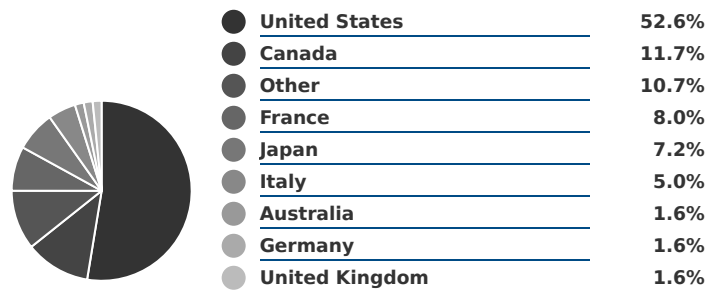 United States 52.6%
Canada 11.7%
Other 10.7%
France 8.0%
Japan 7.2%
Italy 5.0%
Australia 1.6%
Germany 1.6%
United Kingdom 1.6%